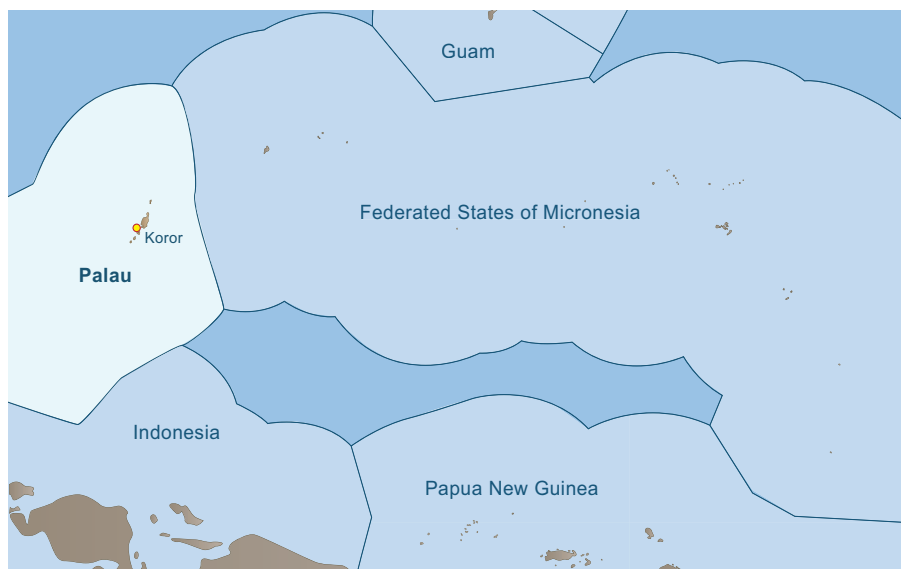 Guam
Federated States of Micronesia
Koror
Palau
Indonesia
Papua New Guinea